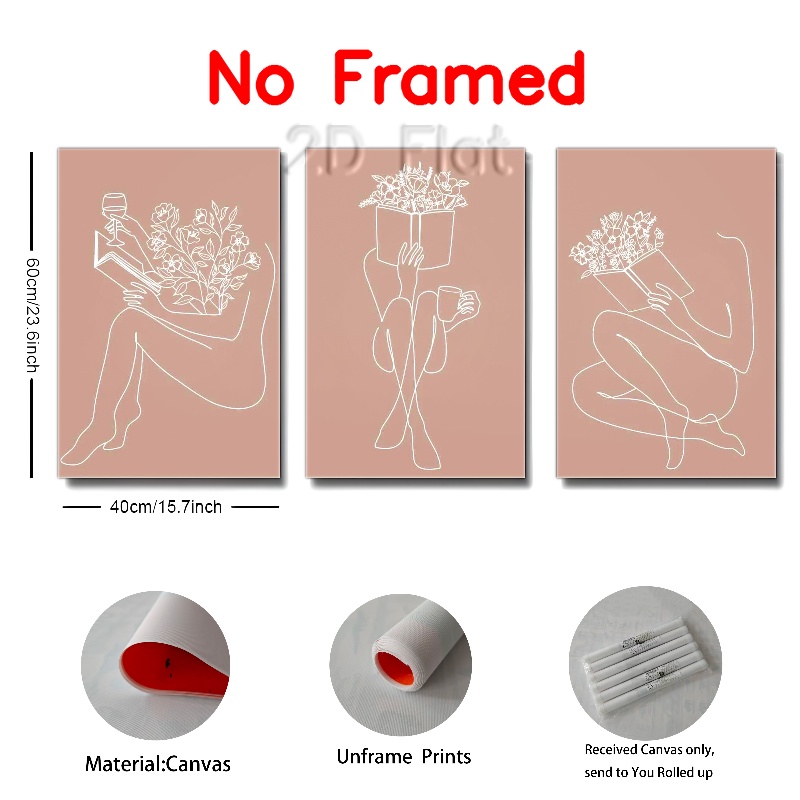 No Framed
2D Flat
60cm/23.6inch
40cm/15.7inch
Material:Canvas
Unframe Prints
Received Canvas only,
send to You Rolled up